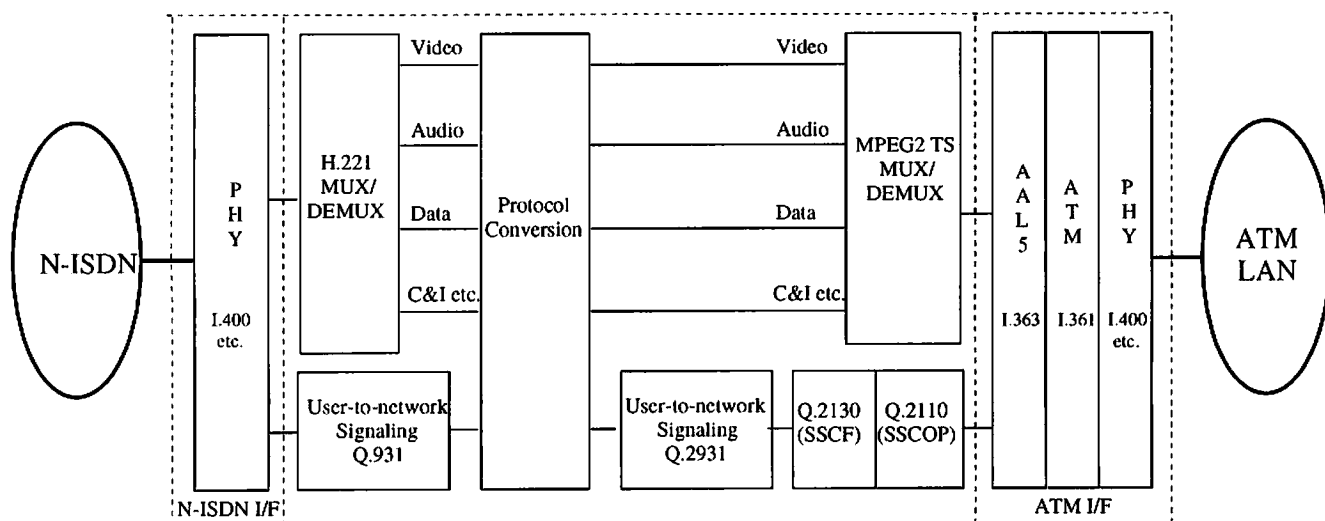 N-ISDN
P
H
Y
I.400
etc.
N-ISDN I/F
H.221
MUX/
DEMUX
Video
Audio
Data
C&I etc.
User-to-network
Signaling
Q.931
Protocol
Conversion
Video
Audio
Data
C&I etc.
MPEG2 TS
MUX/
DEMUX
User-to-network
Signaling
Q.2931
Q.2130
(SSCF)
Q.2110
(SSCOP)
A
A
L
5
I.363
A
T
M
I.361
P
H
Y
I.400
etc.
ATM I/F
ATM
LAN